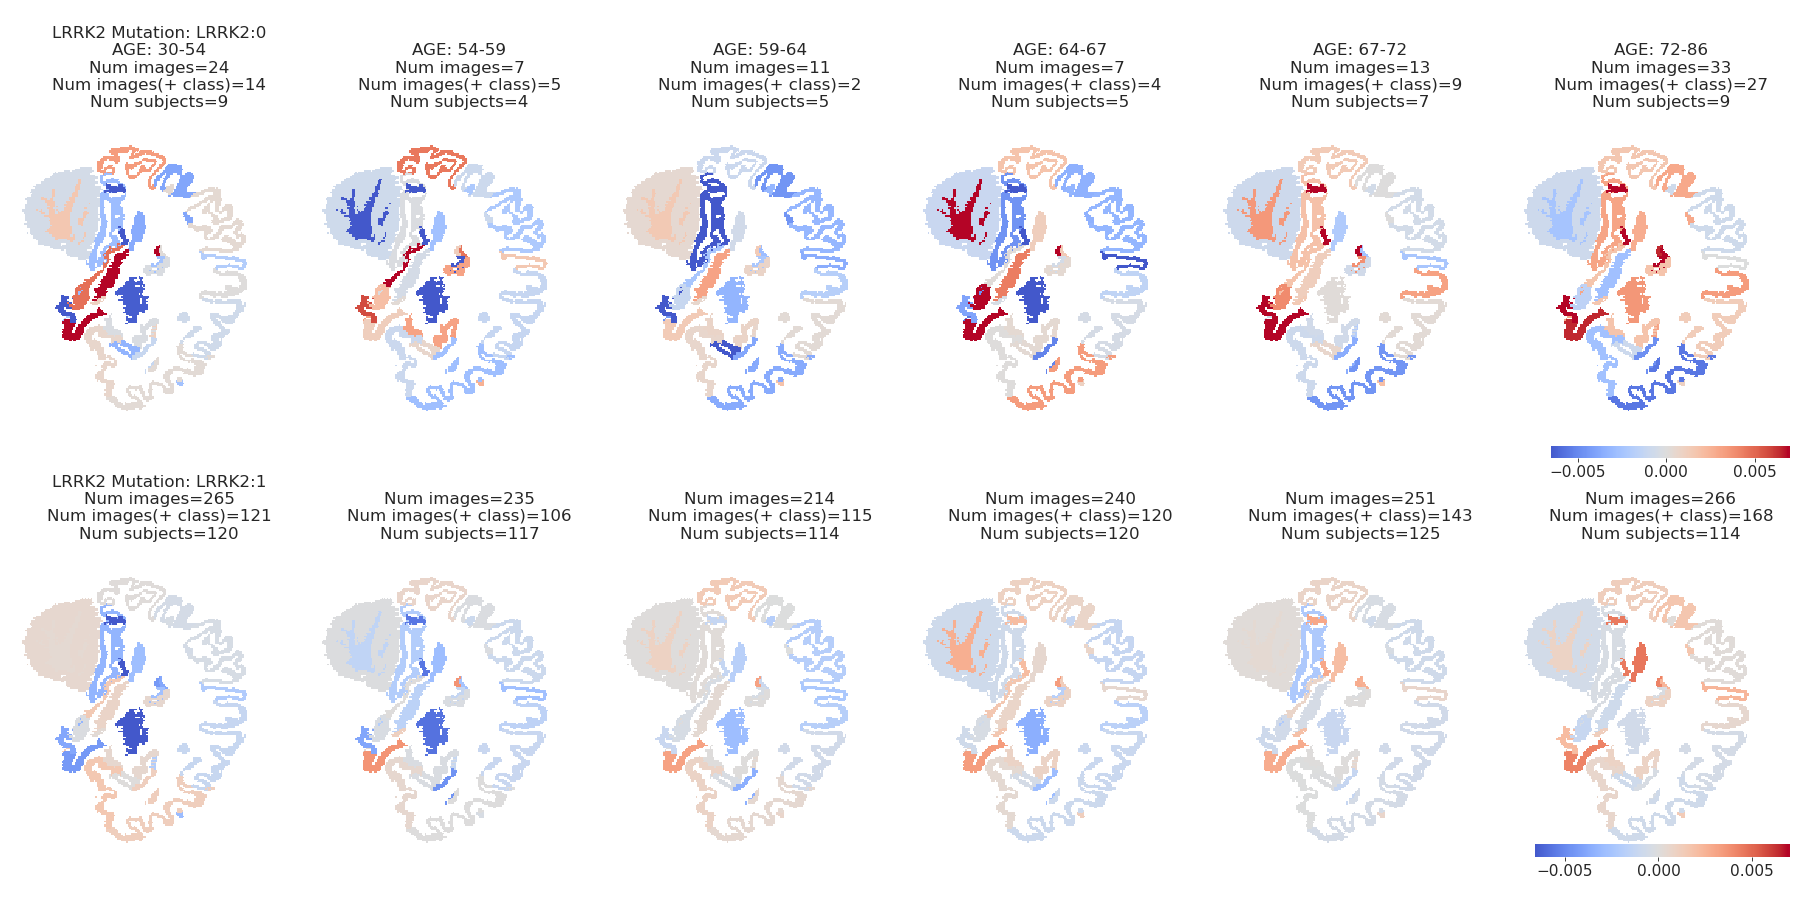 LRRK2 Mutation: LRRK2:0
AGE: 30-54
Num images=24
Num images(+ class)=14
Num subjects=9
AGE: 54-59
Num images=7
Num images(+ class)=5
Num subjects=4
AGE: 59-64
Num images=11
Num images(+ class)=2
Num subjects=5
AGE: 64-67
Num images=7
Num images(+ class)=4
Num subjects=5
AGE: 67-72
Num images=13
Num images(+ class)=9
Num subjects=7
AGE: 72-86
Num images=33
Num images(+ class)=27
Num subjects=9
−0.005 0.000 0.005
LRRK2 Mutation: LRRK2:1
Num images=265
Num images(+ class)=121
Num subjects=120
Num images=235
Num images(+ class)=106
Num subjects=117
Num images=214
Num images(+ class)=115
Num subjects=114
Num images=240
Num images(+ class)=120
Num subjects=120
Num images=251
Num images(+ class)=143
Num subjects=125
Num images=266
Num images(+ class)=168
Num subjects=114
−0.005 0.000 0.005